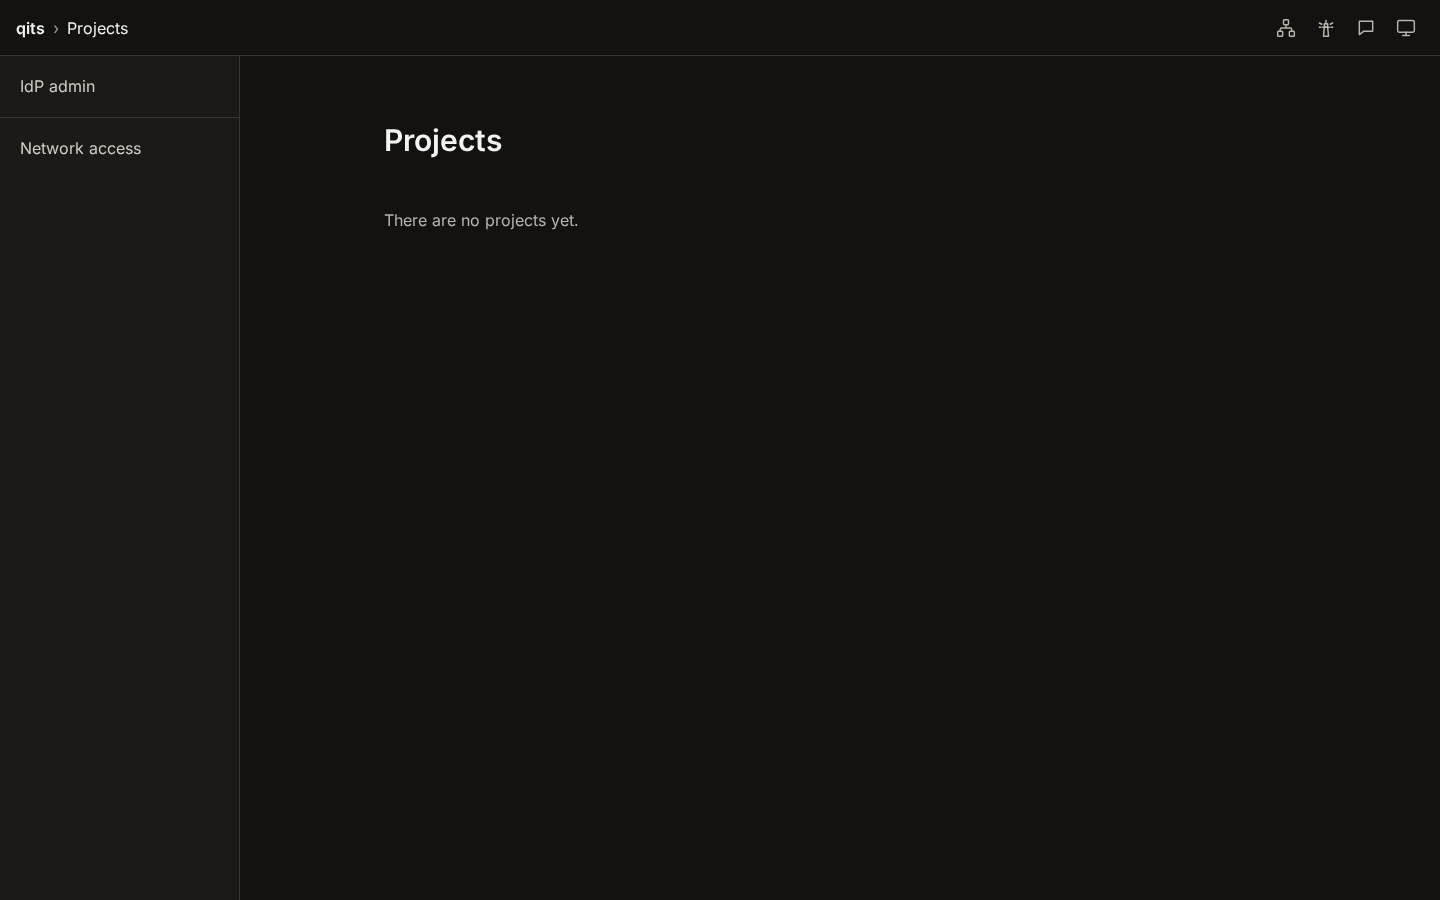 qits › Projects
IdP admin
Network access
Projects
There are no projects yet.